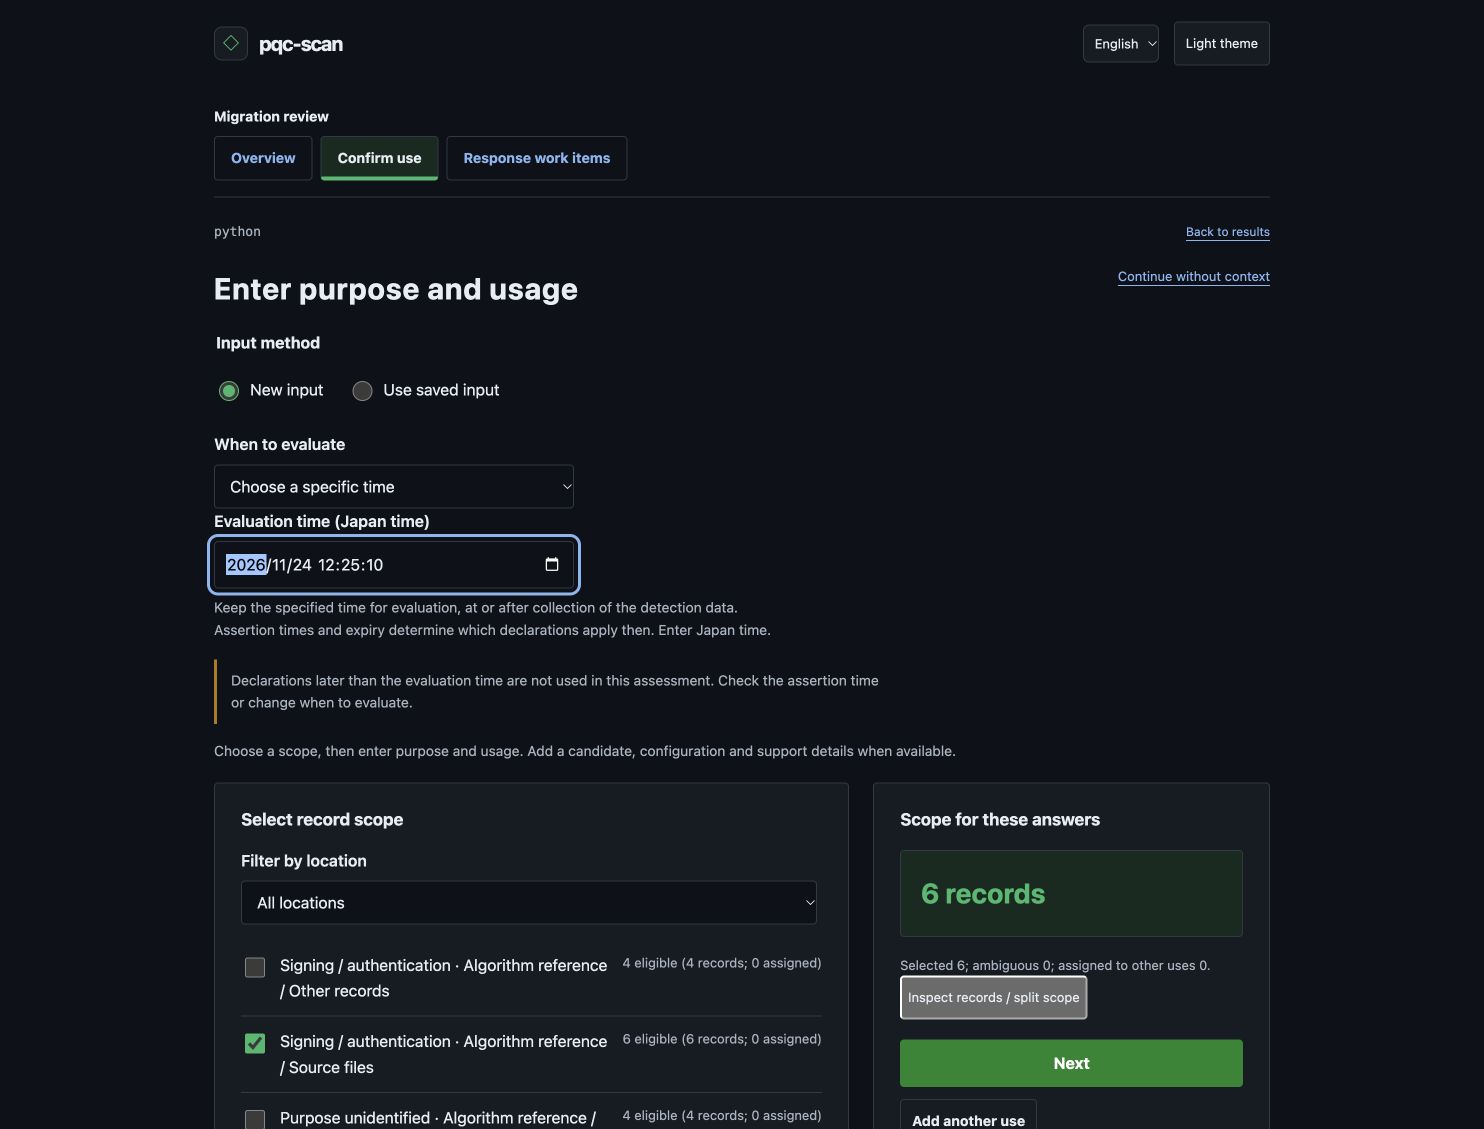 pqc-scan
English
Light theme
Migration review
Overview
Confirm use
Response work items
python
Back to results
Enter purpose and usage
Continue without context
Input method
New input
Use saved input
When to evaluate
Choose a specific time
Evaluation time (Japan time)
2026/11/24 12:25:10
Keep the specified time for evaluation, at or after collection of the detection data.
Assertion times and expiry determine which declarations apply then. Enter Japan time.
Declarations later than the evaluation time are not used in this assessment. Check the assertion time
or change when to evaluate.
Choose a scope, then enter purpose and usage. Add a candidate, configuration and support details when available.
Select record scope
Filter by location
All locations
Signing / authentication · Algorithm reference
/ Other records
4 eligible (4 records; 0 assigned)
Signing / authentication · Algorithm reference
/ Source files
6 eligible (6 records; 0 assigned)
Purpose unidentified · Algorithm reference /
4 eligible (4 records; 0 assigned)
Scope for these answers
6 records
Selected 6; ambiguous 0; assigned to other uses 0.
Inspect records / split scope
Next
Add another use